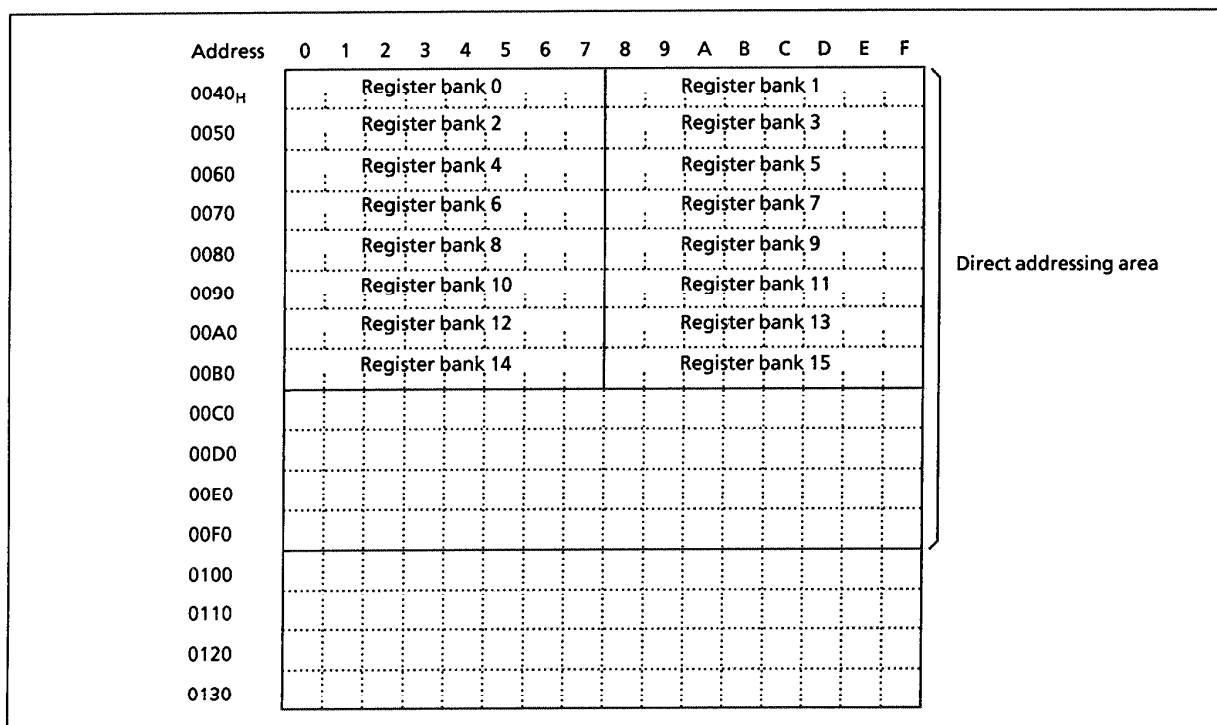 Address 0 1 2 3 4 5 6 7 8 9 A B C D E F
0040H Register bank 0 Register bank 1
0050 Register bank 2 Register bank 3
0060 Register bank 4 Register bank 5
0070 Register bank 6 Register bank 7
0080 Register bank 8 Register bank 9
Direct addressing area
0090 Register bank 10 Register bank 11
00A0 Register bank 12 Register bank 13
00B0 Register bank 14 Register bank 15
00C0
00D0
00E0
00F0
0100
0110
0120
0130